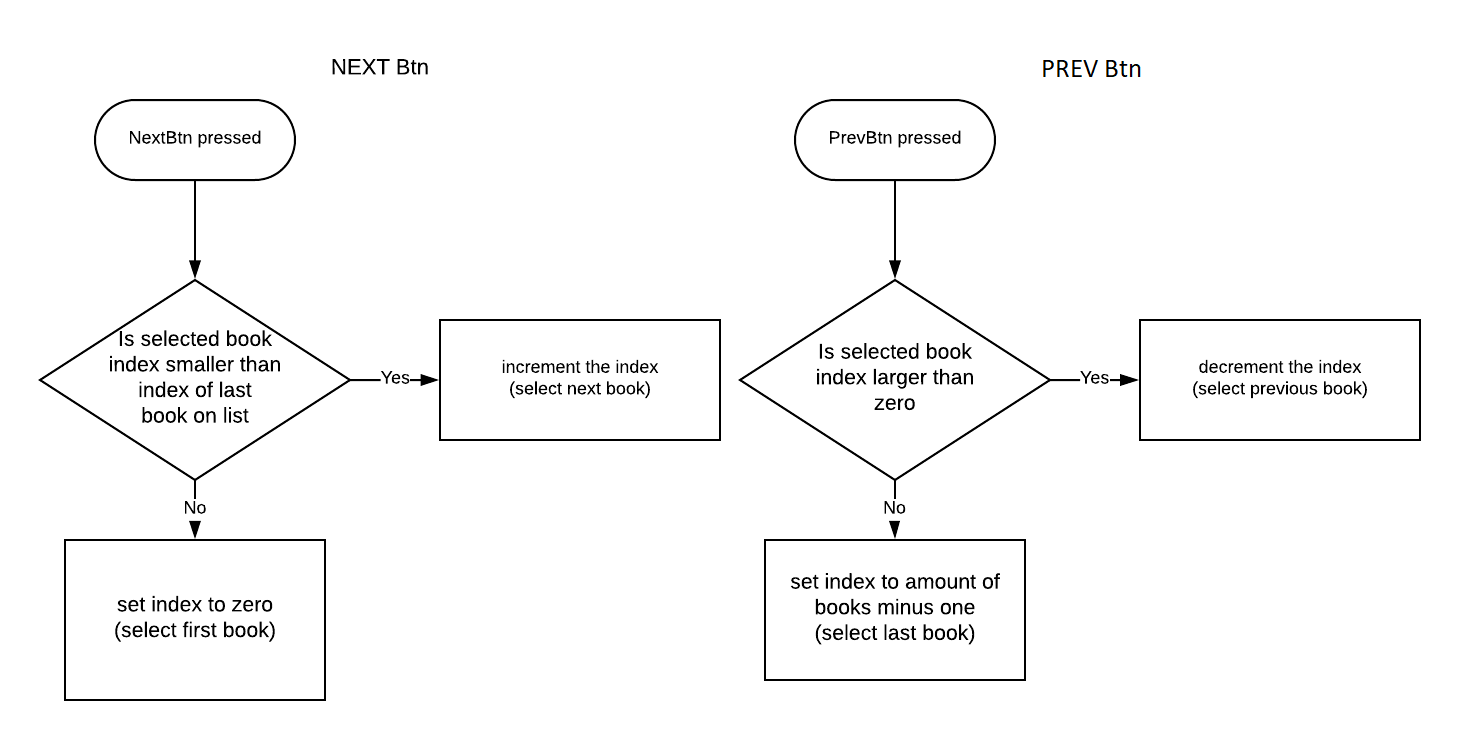 NEXT Btn
NextBtn pressed
Is selected book
index smaller than
index of last
book on list
Yes
increment the index
(select next book)
No
set index to zero
(select first book)
PREV Btn
PrevBtn pressed
Is selected book
index larger than
zero
Yes
decrement the index
(select previous book)
No
set index to amount of
books minus one
(select last book)